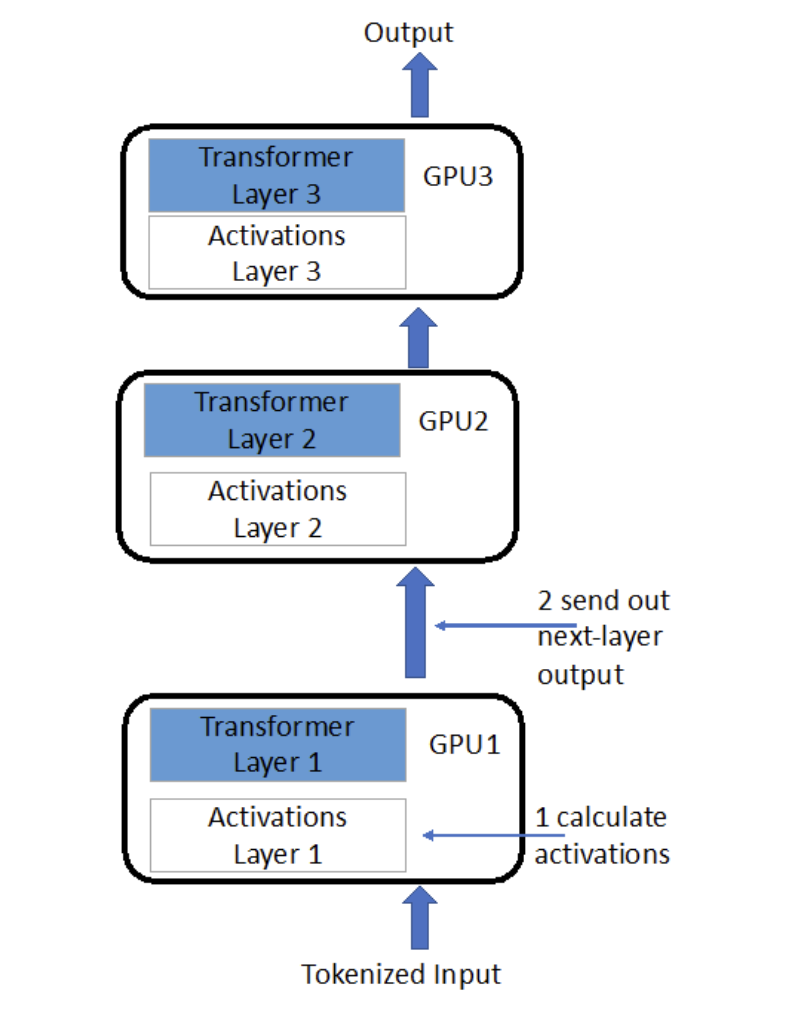 Output
Transformer
Layer 3
GPU3
Activations
Layer 3
Transformer
Layer 2
GPU2
Activations
Layer 2
2 send out
next-layer
output
Transformer
Layer 1
GPU1
Activations
Layer 1
1 calculate
activations
Tokenized Input